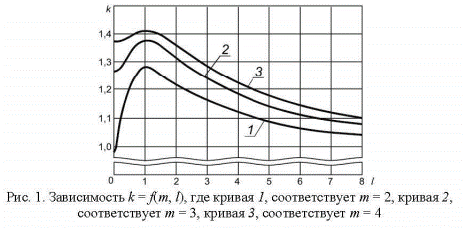 k
1,4
1,3
1,2
1,1
1,0
2
3
1
0 1 2 3 4 5 6 7 8 l
Рис. 1. Зависимость k = f(m, l), где кривая 1, соответствует m = 2, кривая 2,
соответствует m = 3, кривая 3, соответствует m = 4